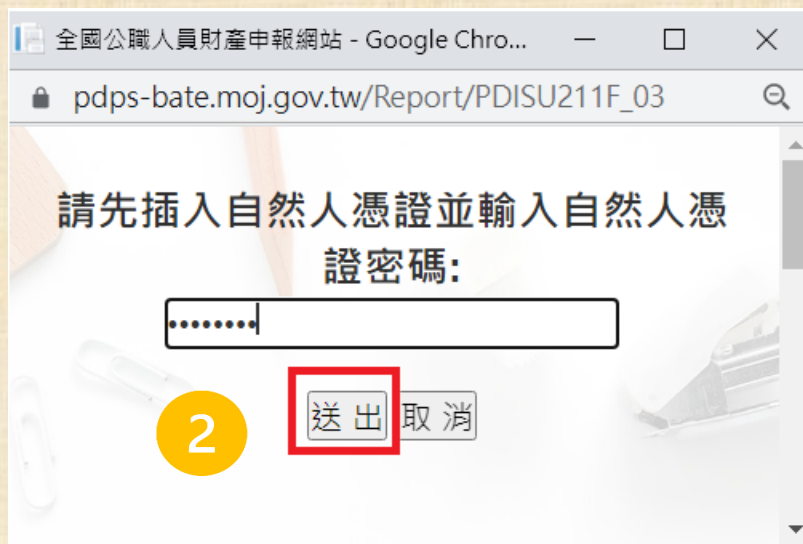 全國公職人員財產申報網站 - Google Chro...
pdps-bate.moj.gov.tw/Report/PDISU211F_03
請先插入自然人憑證並輸入自然人憑
證密碼:
••••••••
2 送 出 取 消